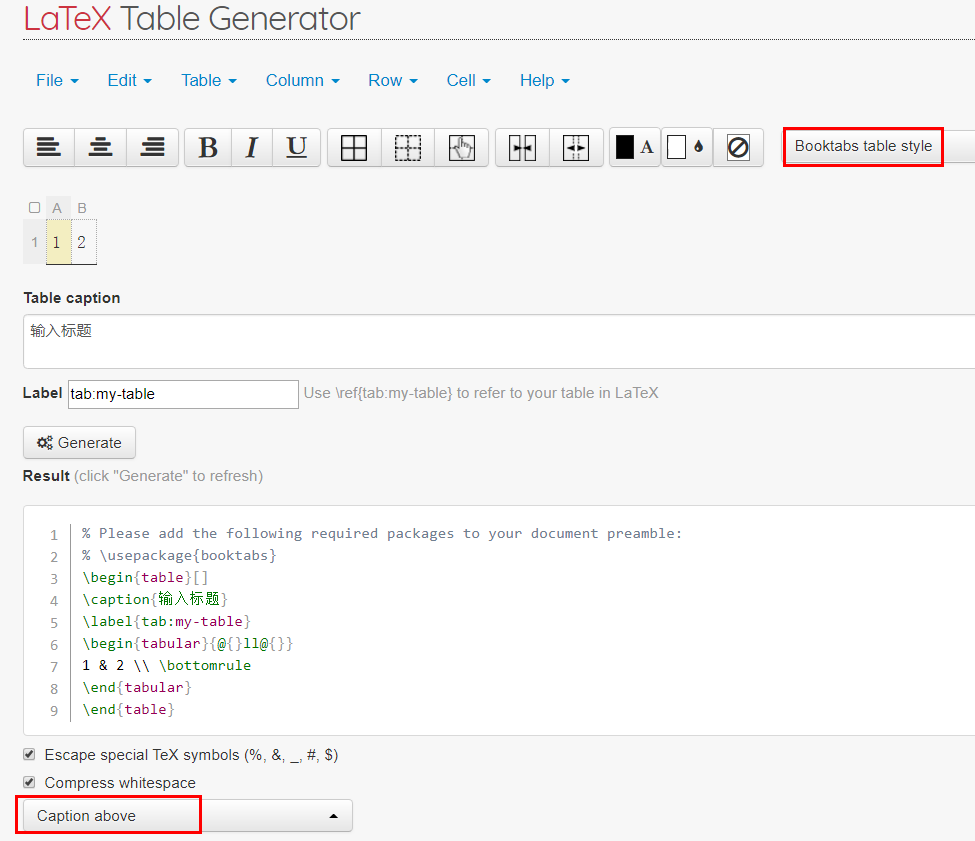 LaTeX Table Generator
File Edit Table Column Row Cell Help
B I U A Booktabs table style
A B
1 1 2
Table caption
输入标题
Label tab:my-table Use \ref{tab:my-table} to refer to your table in LaTeX
Generate
Result (click "Generate" to refresh)
1 % Please add the following required packages to your document preamble:
2 % \usepackage{booktabs}
3 \begin{table}[]
4 \caption{输入标题}
5 \label{tab:my-table}
6 \begin{tabular}{@{}ll@{}}
7 1 & 2 \\ \bottomrule
8 \end{tabular}
9 \end{table}
Escape special TeX symbols (%, &, _, #, $)
Compress whitespace
Caption above